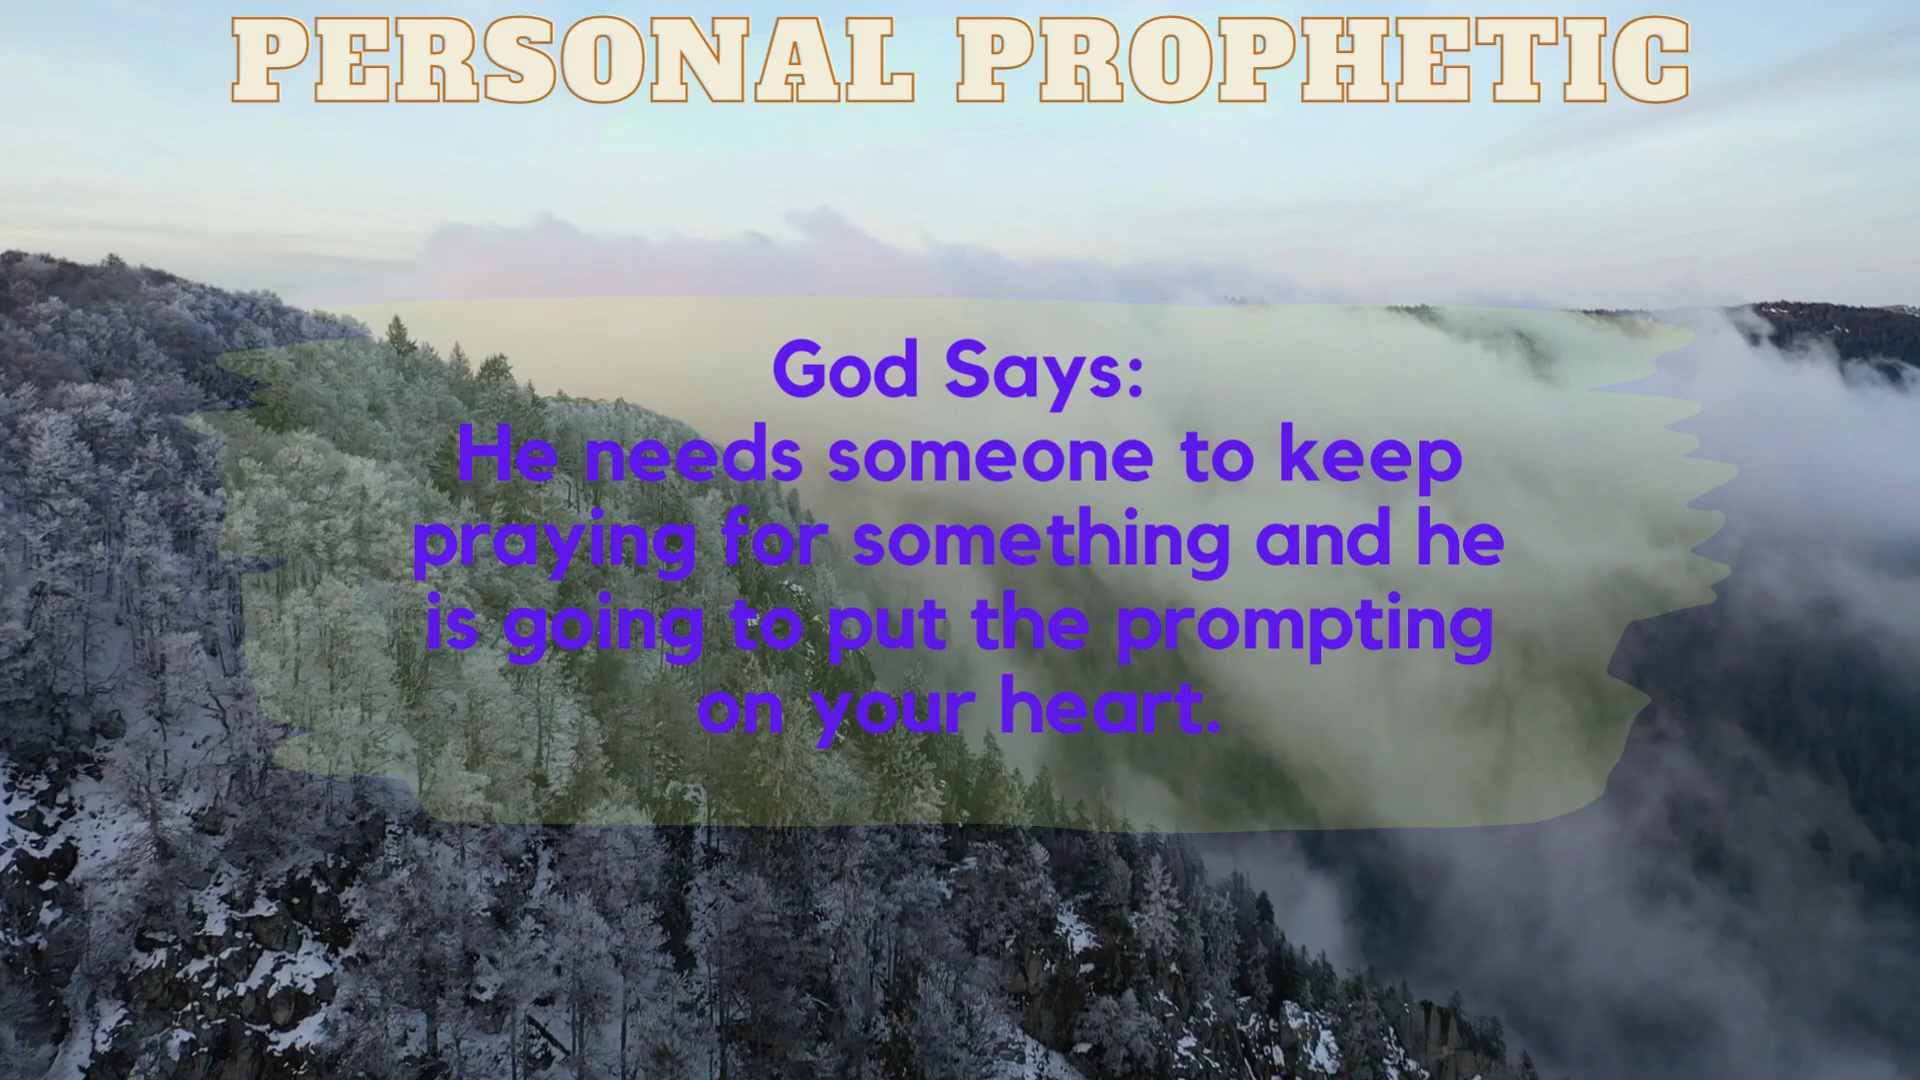 PERSONAL PROPHETIC
God Says:
He needs someone to keep
praying for something and he
is going to put the prompting
on your heart.